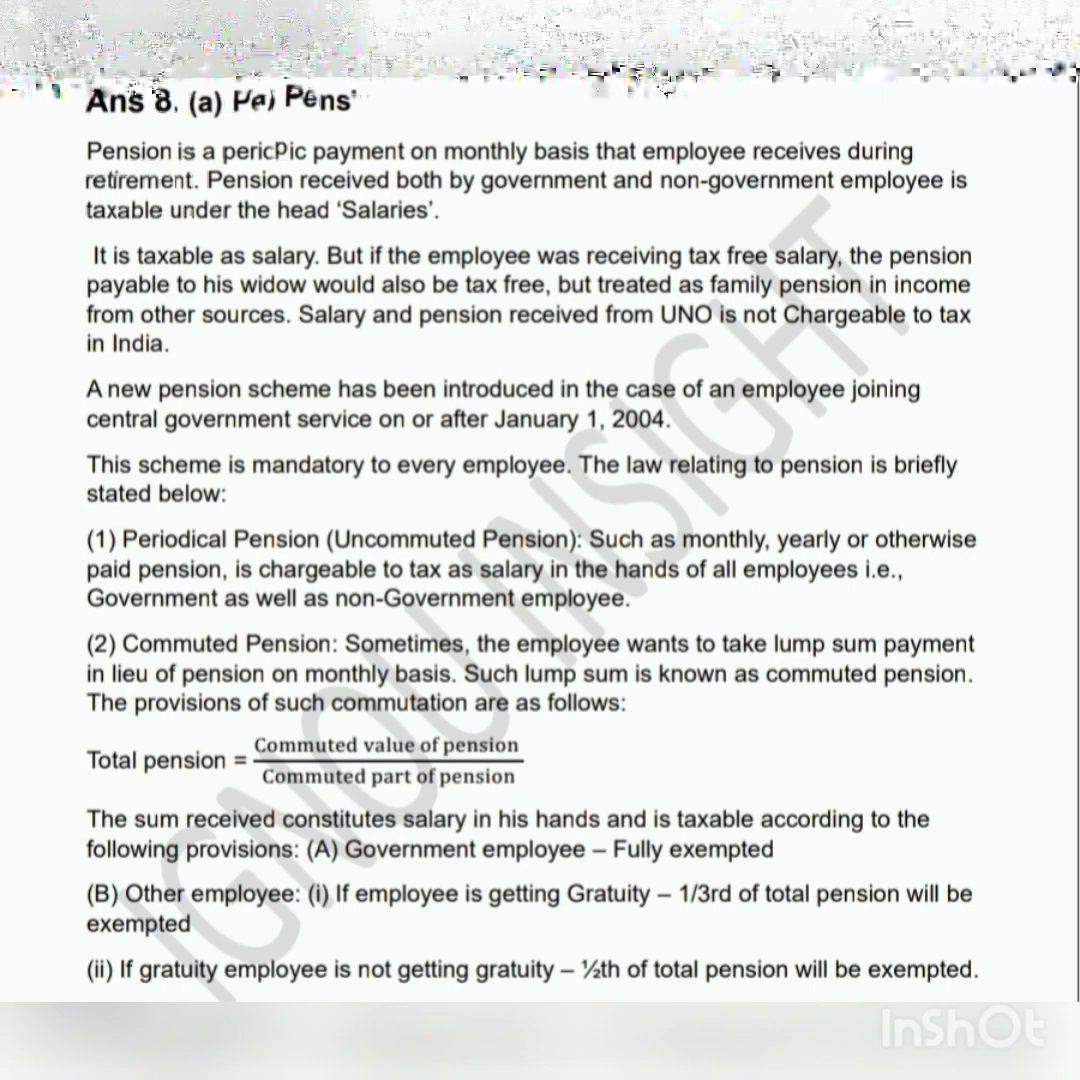 Ans 8. (a) Pens
Pension is a pericPic payment on monthly basis that employee receives during
retirement. Pension received both by government and non-government employee is
taxable under the head ‘Salaries’.
It is taxable as salary. But if the employee was receiving tax free salary, the pension
payable to his widow would also be tax free, but treated as family pension in income
from other sources. Salary and pension received from UNO is not Chargeable to tax
in India.
A new pension scheme has been introduced in the case of an employee joining
central government service on or after January 1, 2004.
This scheme is mandatory to every employee. The law relating to pension is briefly
stated below:
(1) Periodical Pension (Uncommuted Pension): Such as monthly, yearly or otherwise
paid pension, is chargeable to tax as salary in the hands of all employees i.e.,
Government as well as non-Government employee.
(2) Commuted Pension: Sometimes, the employee wants to take lump sum payment
in lieu of pension on monthly basis. Such lump sum is known as commuted pension.
The provisions of such commutation are as follows:
Total pension = Commuted value of pension
Commuted part of pension
The sum received constitutes salary in his hands and is taxable according to the
following provisions: (A) Government employee – Fully exempted
(B) Other employee: (i) If employee is getting Gratuity – 1/3rd of total pension will be
exempted
(ii) If gratuity employee is not getting gratuity – ½th of total pension will be exempted.
IGNOU INSIGHT
InShOt